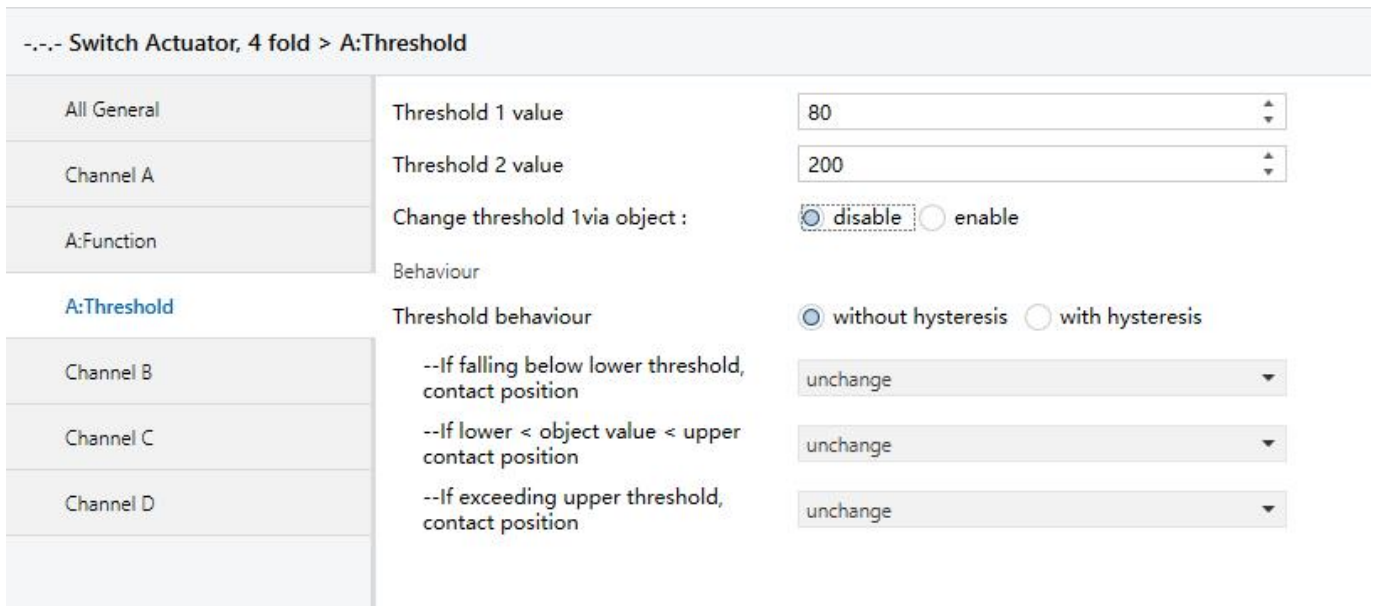 -.-.- Switch Actuator, 4 fold > A:Threshold
All General
Channel A
A:Function
A:Threshold
Channel B
Channel C
Channel D
Threshold 1 value
80
Threshold 2 value
200
Change threshold 1via object :
disable enable
Behaviour
Threshold behaviour
without hysteresis with hysteresis
--If falling below lower threshold,
contact position
unchange
--If lower < object value < upper
contact position
unchange
--If exceeding upper threshold,
contact position
unchange